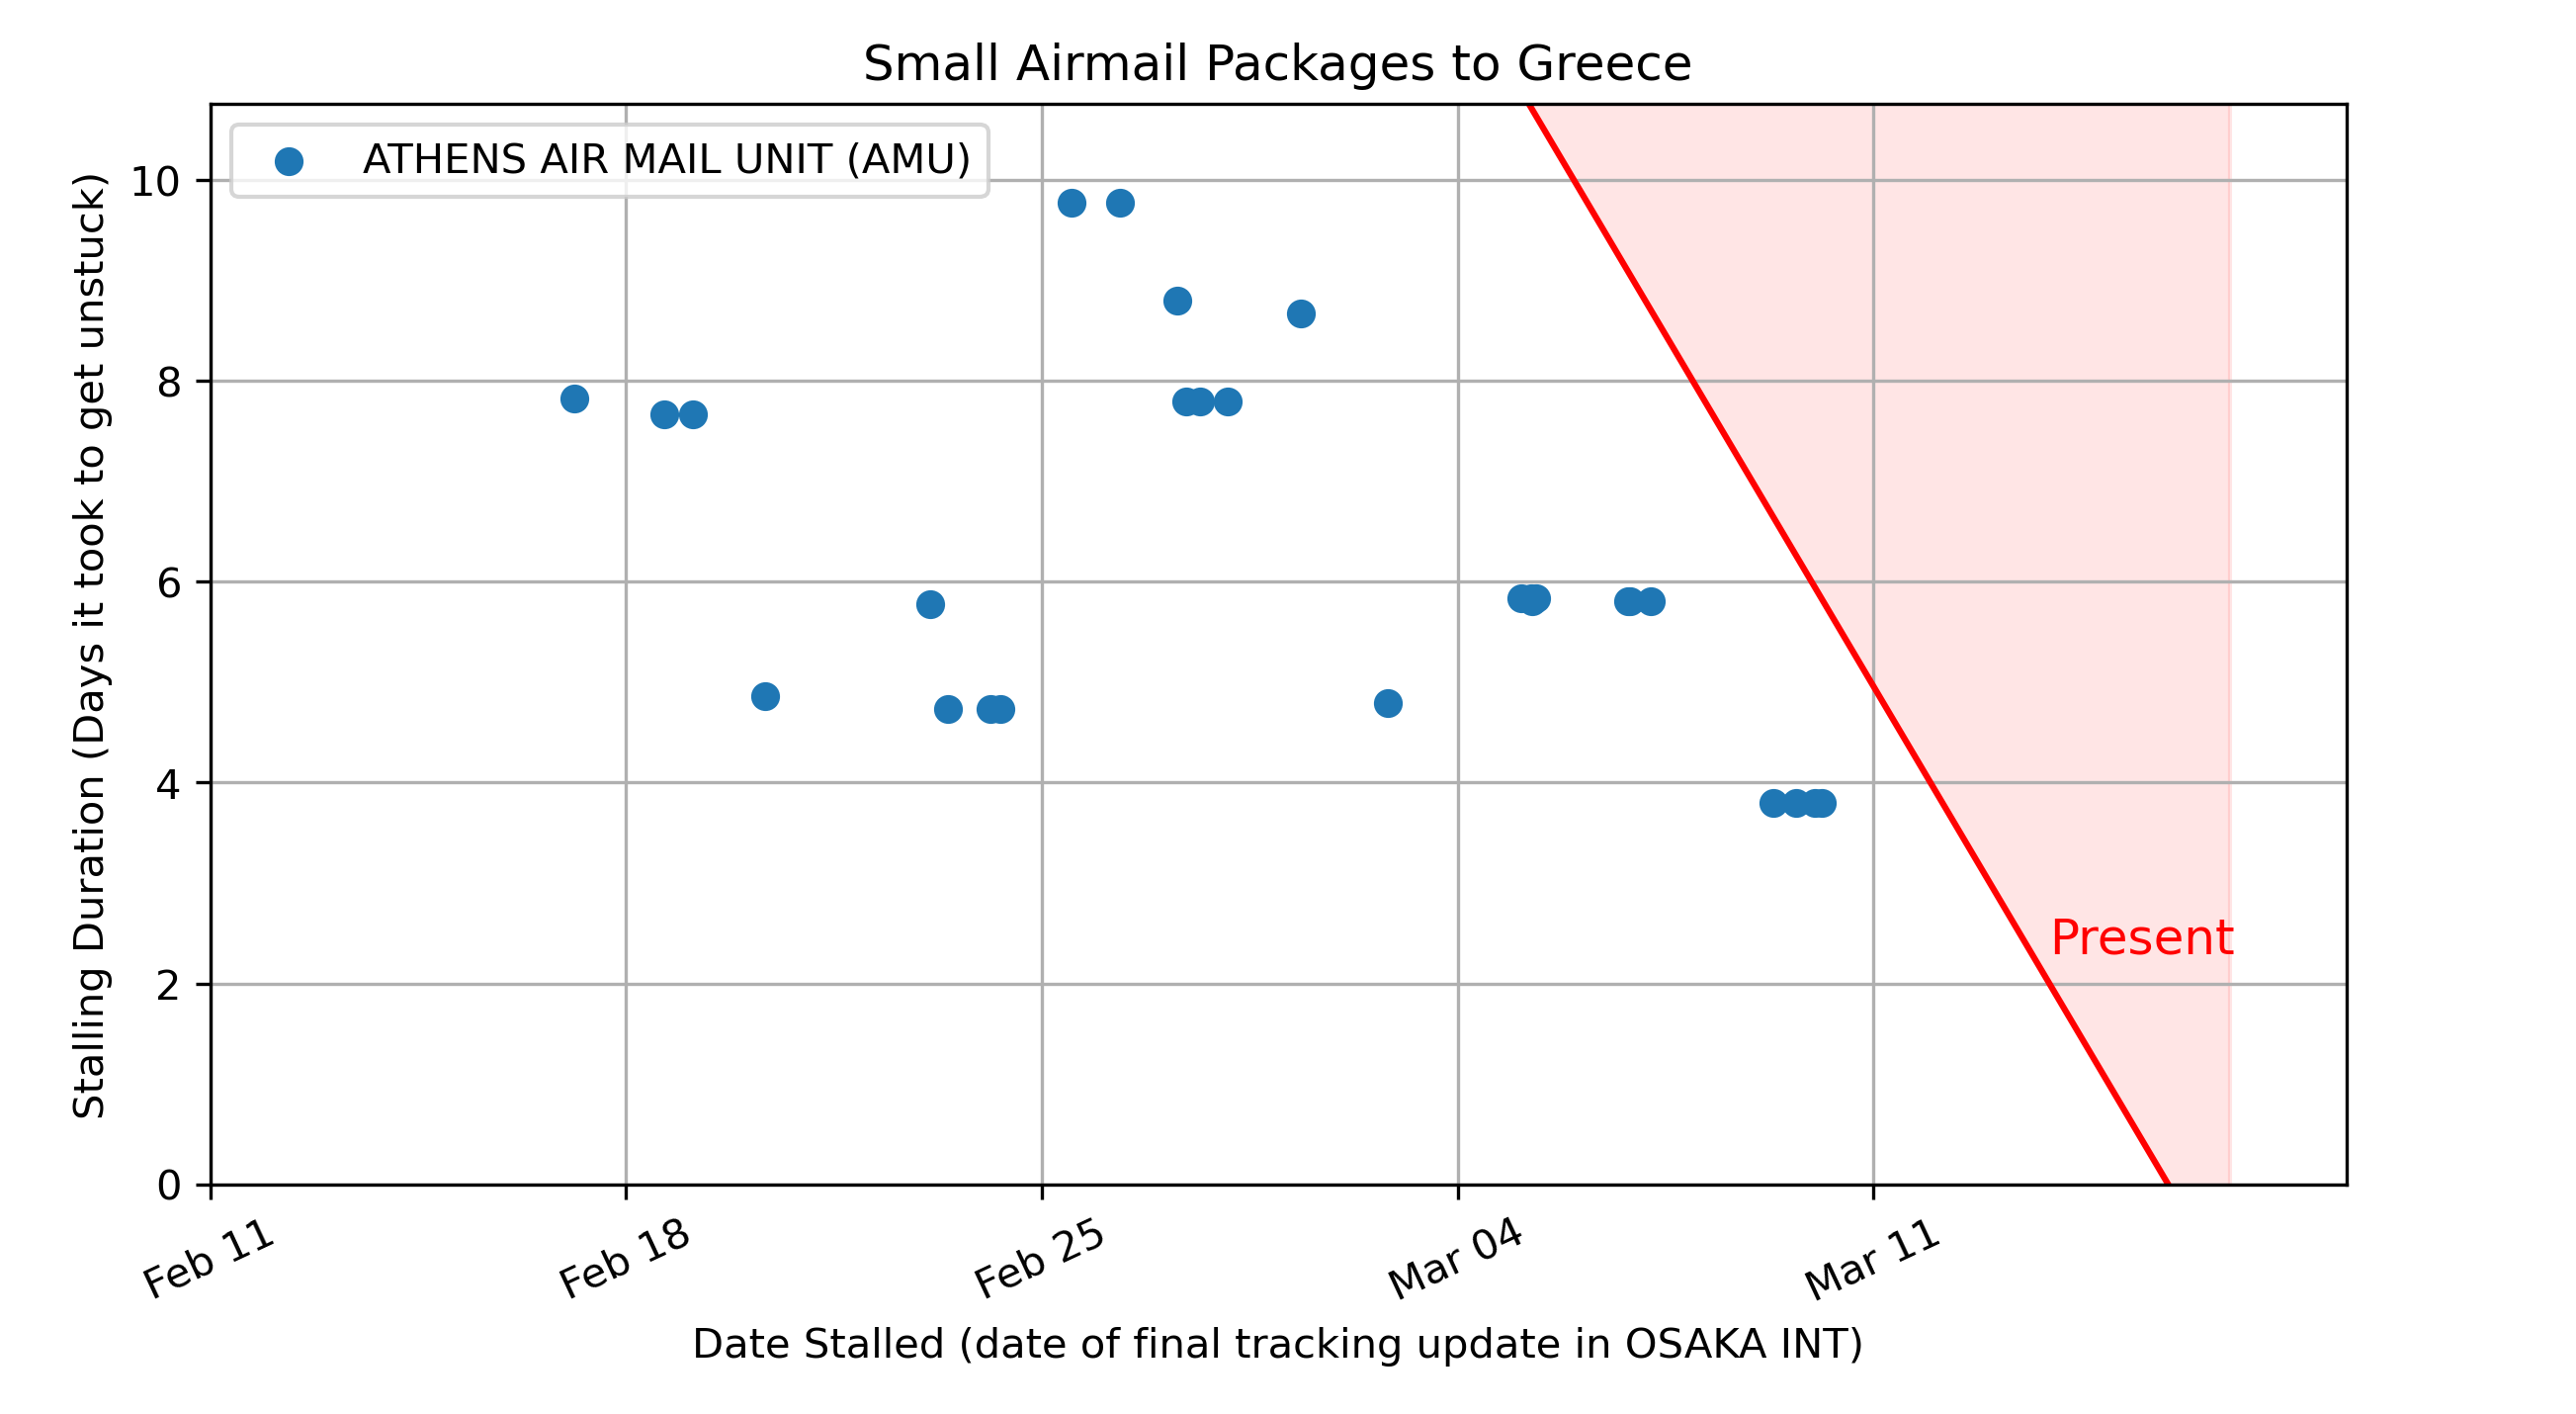 Small Airmail Packages to Greece
ATHENS AIR MAIL UNIT (AMU)
Stalling Duration (Days it took to get unstuck)
10
8
6
4
2
0
Present
Feb 11
Feb 18
Feb 25
Mar 04
Mar 11
Date Stalled (date of final tracking update in OSAKA INT)